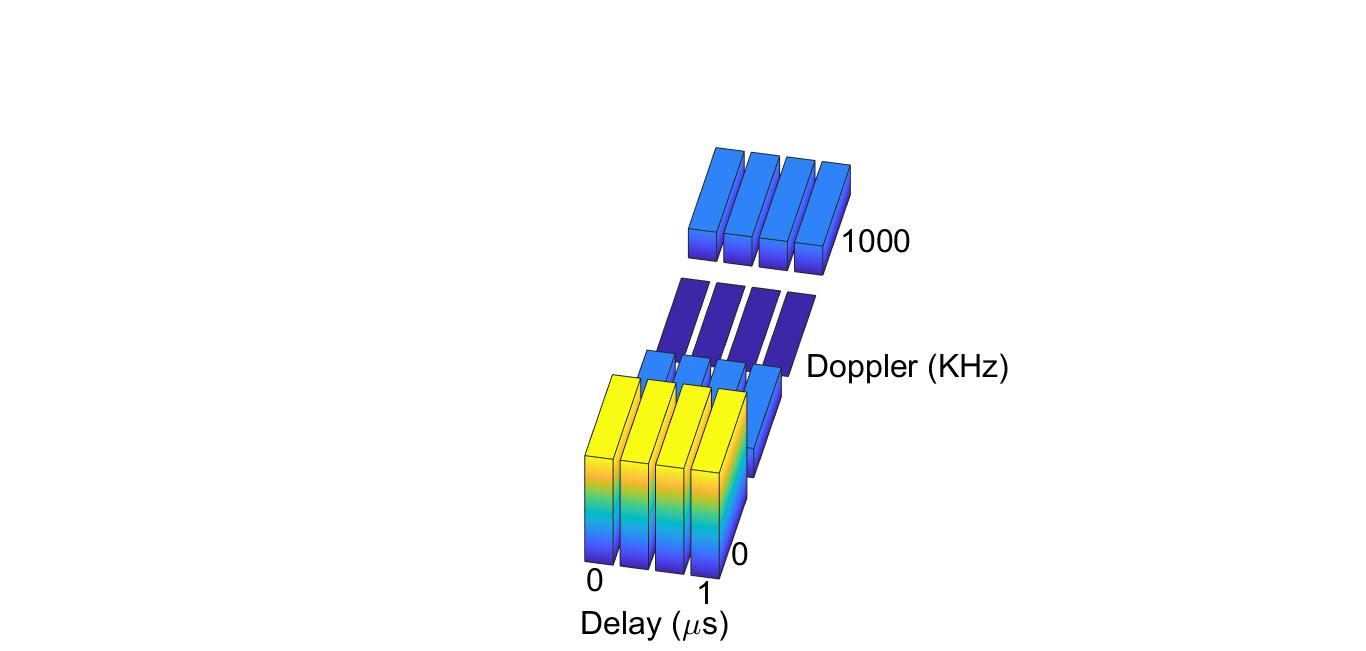 1000
Doppler (KHz)
0
0
1
Delay (μs)